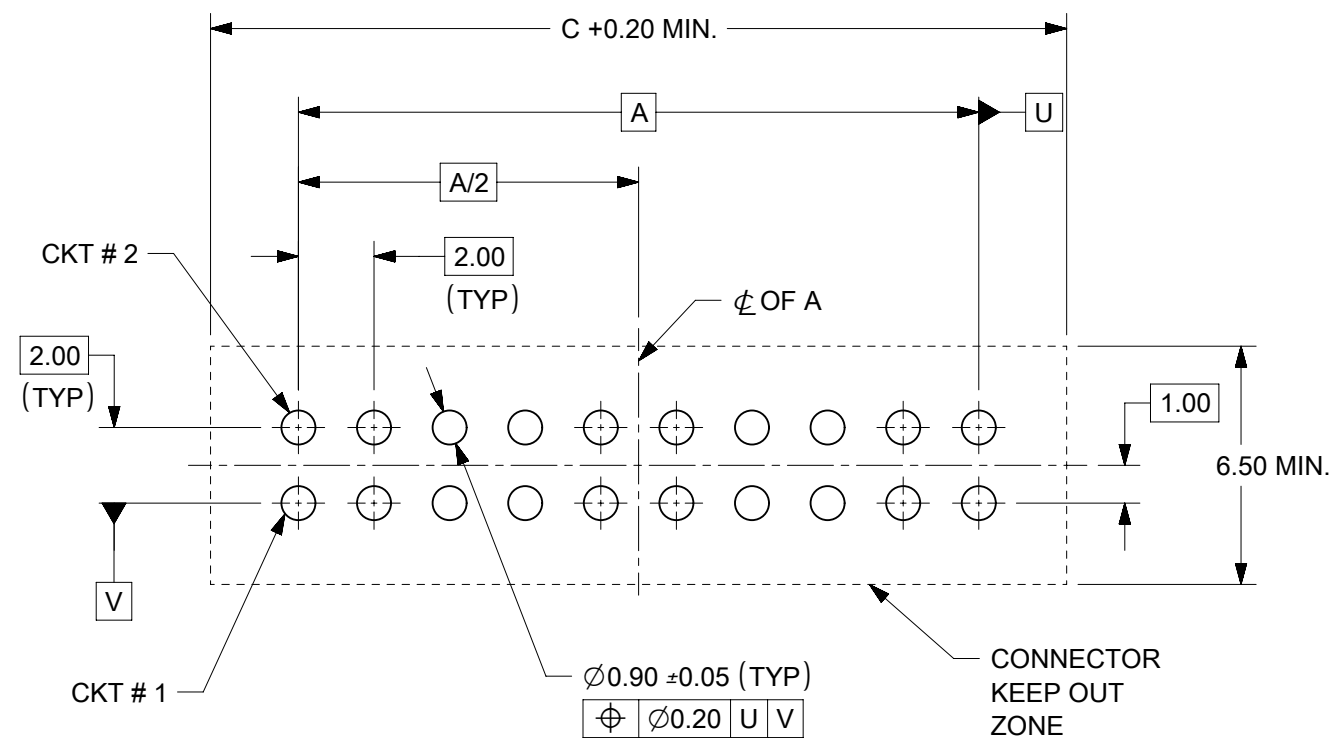 C +0.20 MIN.
A
U
A/2
CKT # 2
2.00
(TYP)
℄ OF A
2.00
(TYP)
1.00
6.50 MIN.
V
CKT # 1
∅0.90 ±0.05 (TYP)
⌖ ∅0.20 U V
CONNECTOR
KEEP OUT
ZONE